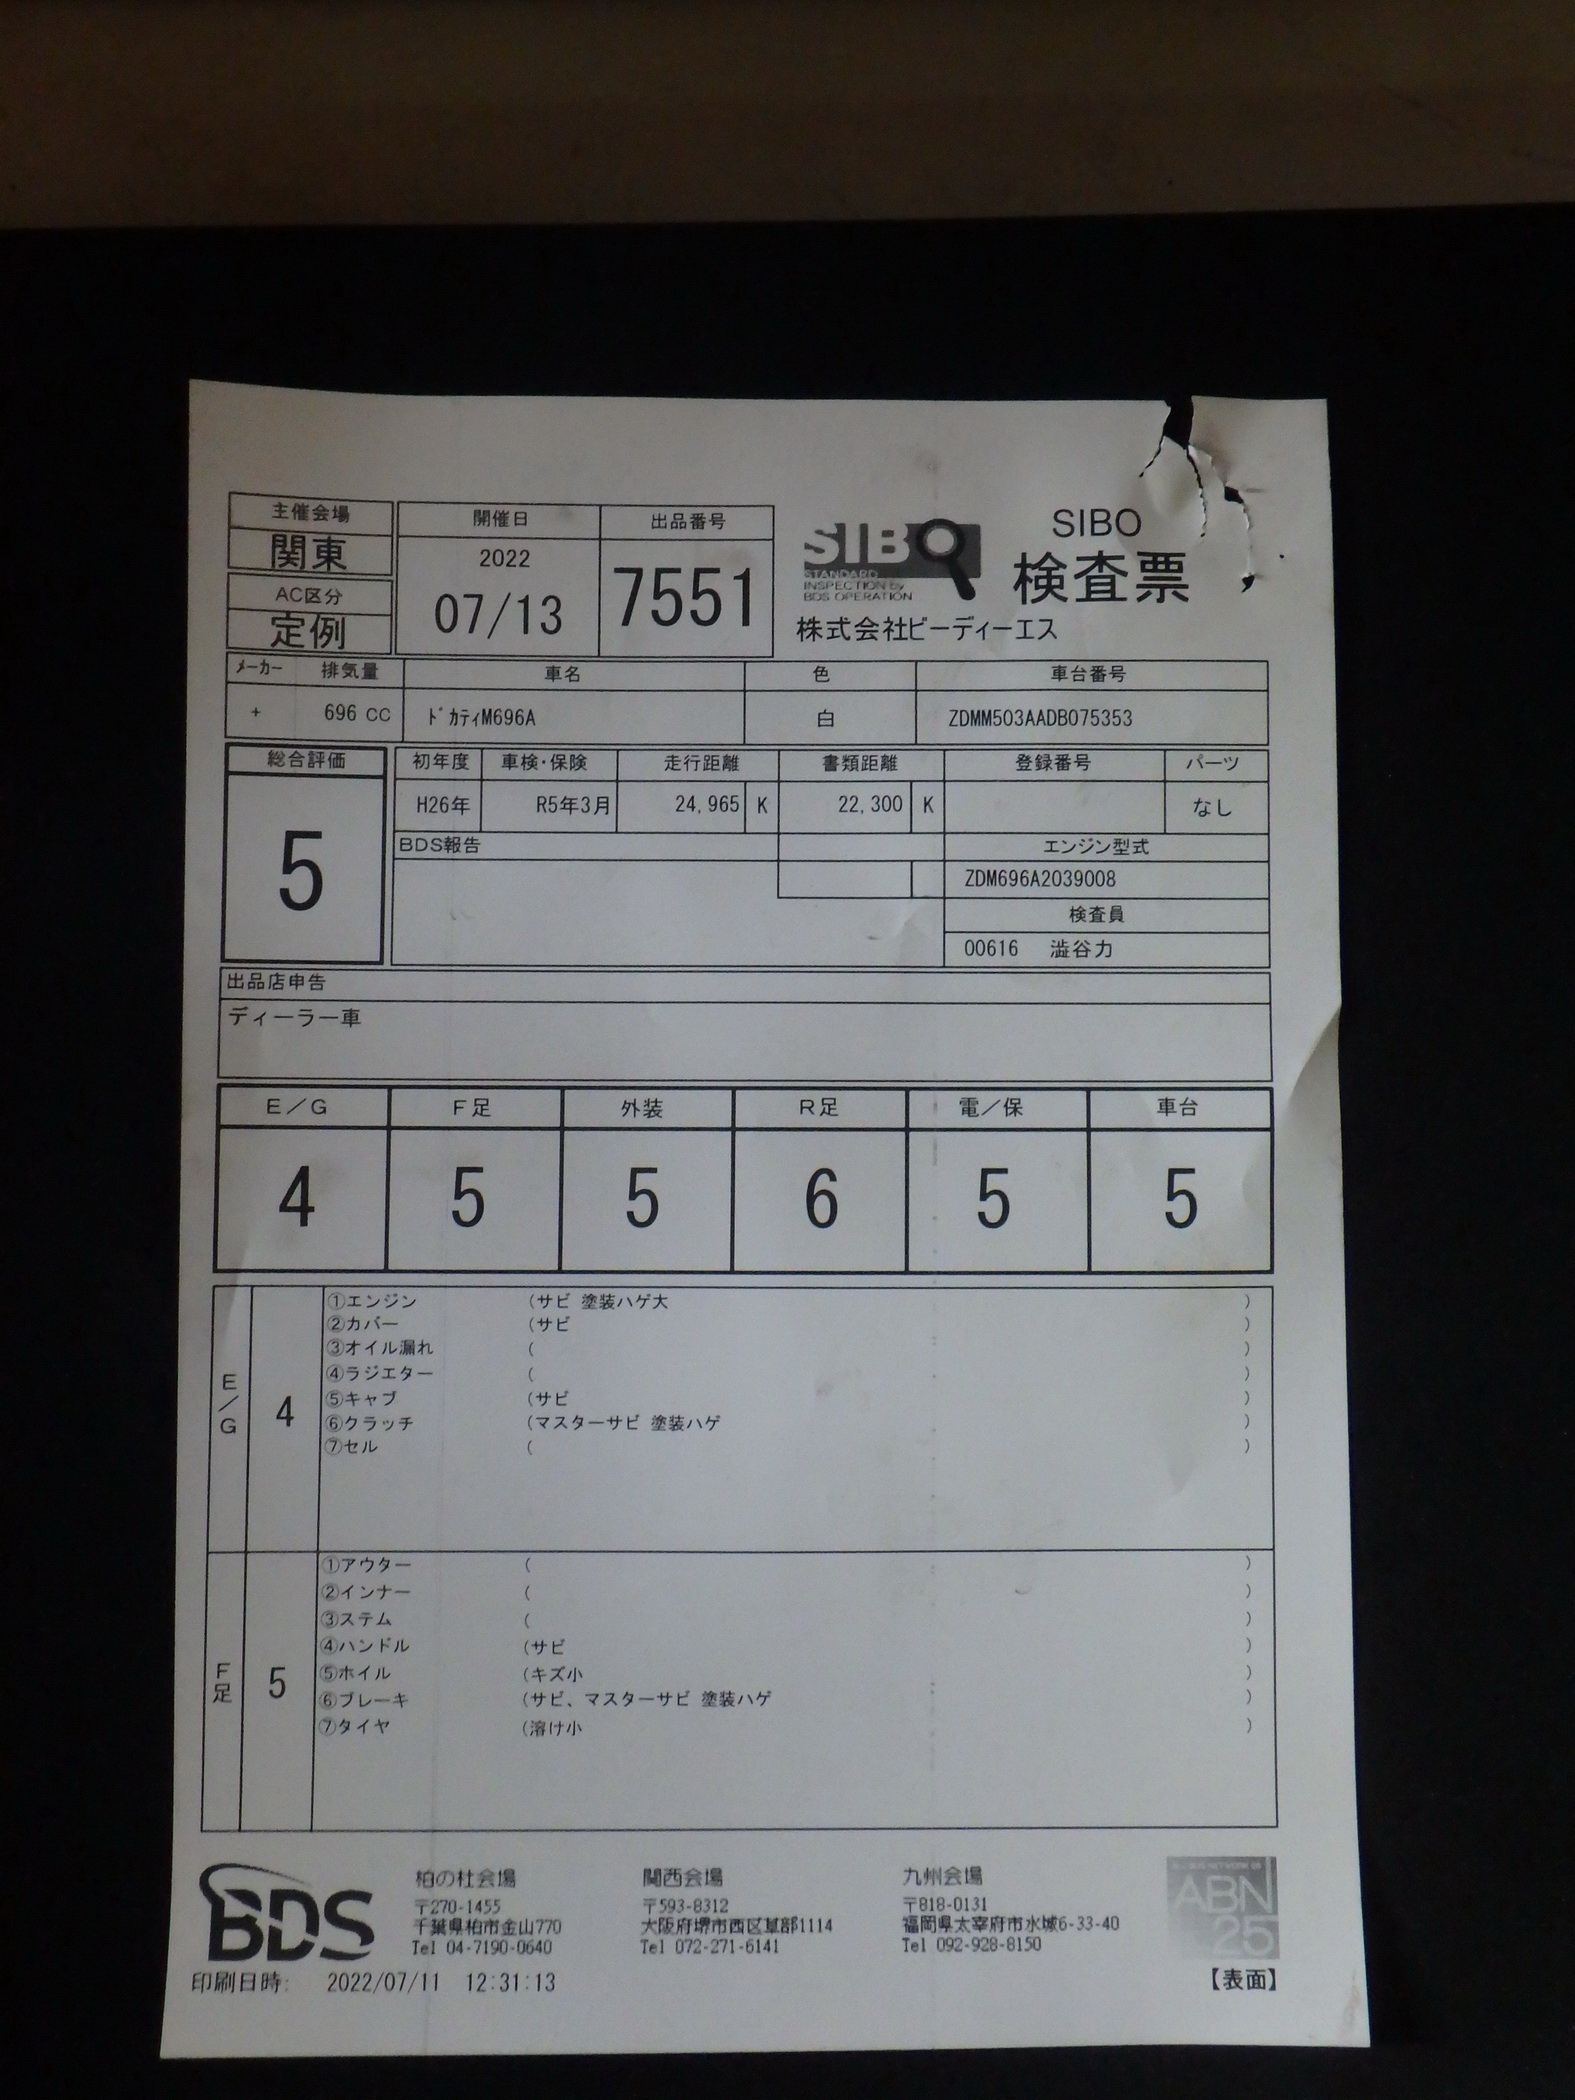 主催会場
関東
AC区分
定例
開催日
2022
07/13
出品番号
7551
SIBO
STANDARD
INSPECTION by
BDS OPERATION
SIBO
検査票
株式会社ビーディーエス
ﾒｰｶｰ 排気量 車名 色 車台番号
+ 696 CC ﾄﾞｶﾃｨM696A 白 ZDMM503AADB075353
総合評価
5
初年度 車検・保険 走行距離 書類距離 登録番号 パーツ
H26年 R5年3月 24,965 K 22,300 K なし
BDS報告
エンジン型式
ZDM696A2039008
検査員
00616 澁谷力
出品店申告
ディーラー車
E／G F足 外装 R足 電／保 車台
4 5 5 6 5 5
E／G
4
①エンジン (サビ 塗装ハゲ大 )
②カバー (サビ )
③オイル漏れ ( )
④ラジエター ( )
⑤キャブ (サビ )
⑥クラッチ (マスターサビ 塗装ハゲ )
⑦セル ( )
F足
5
①アウター ( )
②インナー ( )
③ステム ( )
④ハンドル (サビ )
⑤ホイル (キズ小 )
⑥ブレーキ (サビ、マスターサビ 塗装ハゲ )
⑦タイヤ (溶け小 )
BDS
柏の杜会場
〒270-1455
千葉県柏市金山770
Tel 04-7190-0640
関西会場
〒593-8312
大阪府堺市西区草部1114
Tel 072-271-6141
九州会場
〒818-0131
福岡県太宰府市水城6-33-40
Tel 092-928-8150
ABN
25
印刷日時: 2022/07/11 12:31:13
【表面】